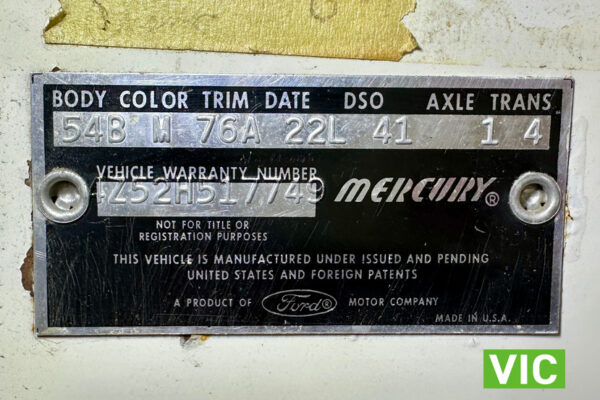 BODY COLOR TRIM DATE DSO AXLE TRANS
54B M 76A 22L 41 1 4
VEHICLE WARRANTY NUMBER
4Z52H517749 MERCURY®
NOT FOR TITLE OR
REGISTRATION PURPOSES
THIS VEHICLE IS MANUFACTURED UNDER ISSUED AND PENDING
UNITED STATES AND FOREIGN PATENTS
A PRODUCT OF Ford® MOTOR COMPANY
MADE IN U.S.A.
VIC